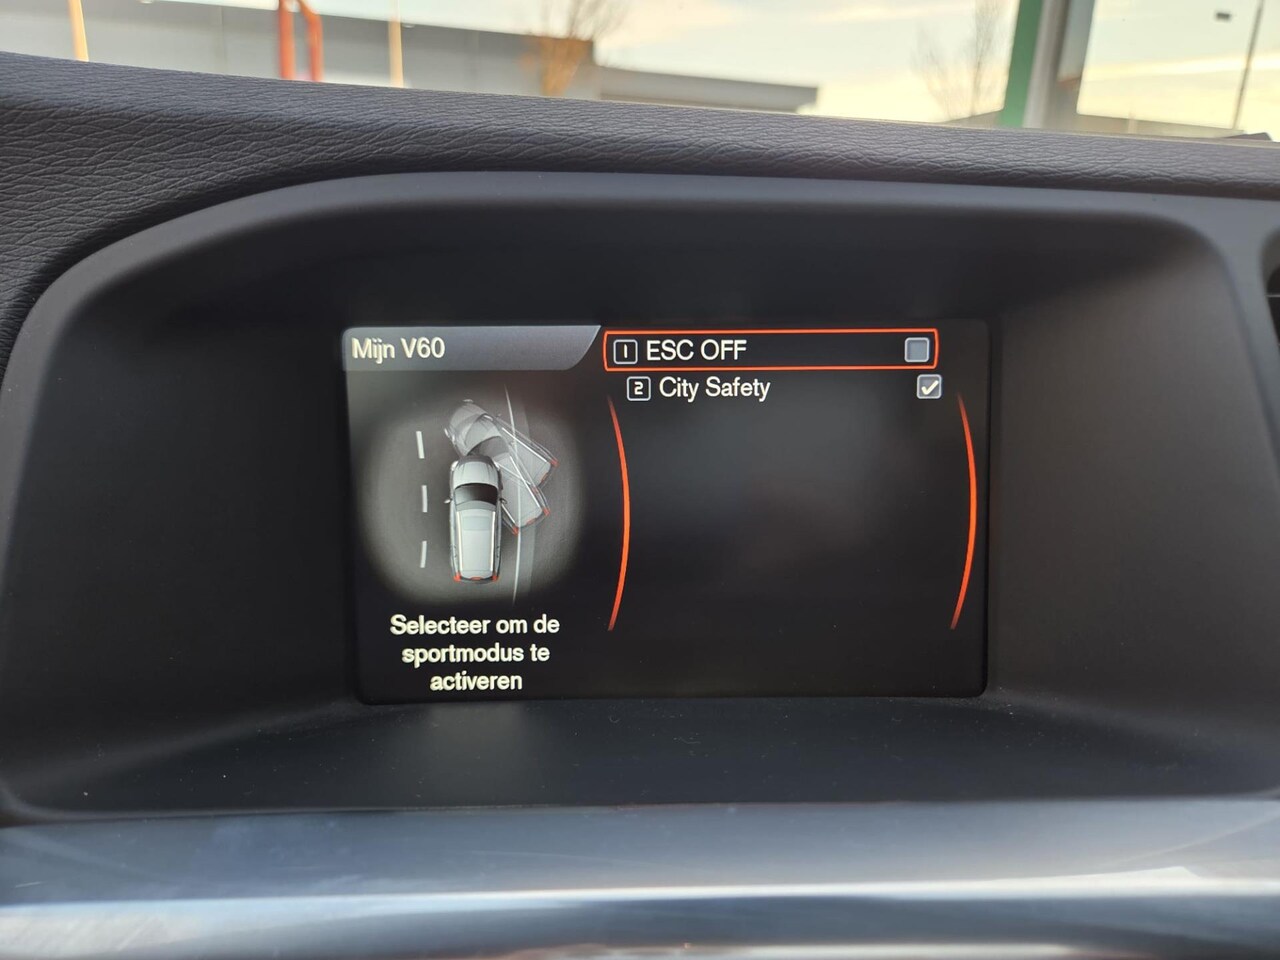 Mijn V60
1 ESC OFF
2 City Safety
Selecteer om de
sportmodus te
activeren